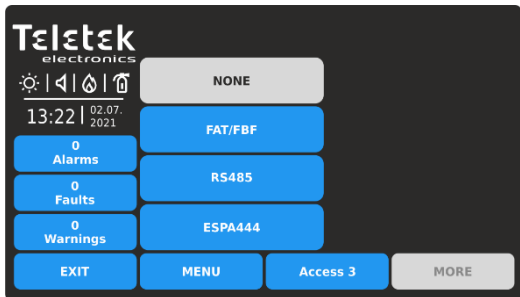 Teletek
electronics
13:22
02.07.
2021
0
Alarms
0
Faults
0
Warnings
NONE
FAT/FBF
RS485
ESPA444
EXIT
MENU
Access 3
MORE